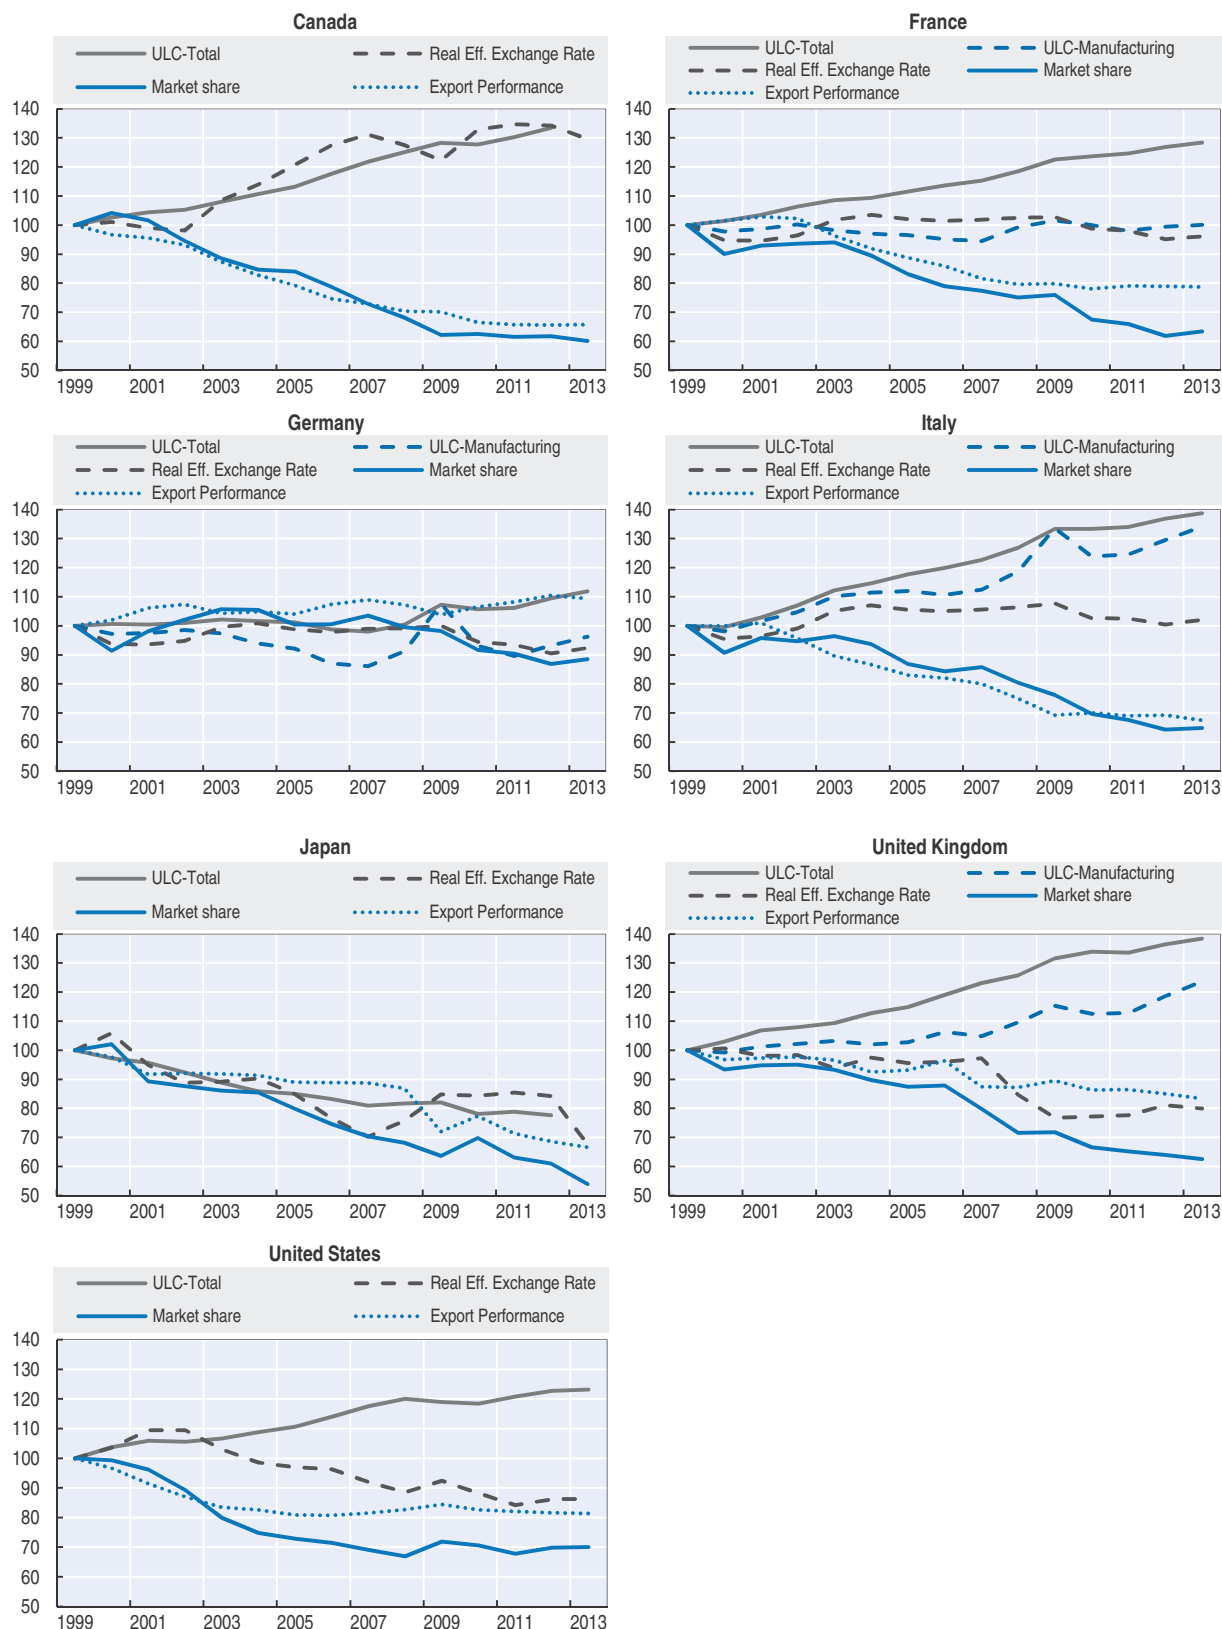 Canada
ULC-Total
Real Eff. Exchange Rate
Market share
Export Performance
140
130
120
110
100
90
80
70
60
50
1999 2001 2003 2005 2007 2009 2011 2013
France
ULC-Total
ULC-Manufacturing
Real Eff. Exchange Rate
Market share
Export Performance
140
130
120
110
100
90
80
70
60
50
1999 2001 2003 2005 2007 2009 2011 2013
Germany
ULC-Total
ULC-Manufacturing
Real Eff. Exchange Rate
Market share
Export Performance
140
130
120
110
100
90
80
70
60
50
1999 2001 2003 2005 2007 2009 2011 2013
Italy
ULC-Total
ULC-Manufacturing
Real Eff. Exchange Rate
Market share
Export Performance
140
130
120
110
100
90
80
70
60
50
1999 2001 2003 2005 2007 2009 2011 2013
Japan
ULC-Total
Real Eff. Exchange Rate
Market share
Export Performance
140
130
120
110
100
90
80
70
60
50
1999 2001 2003 2005 2007 2009 2011 2013
United Kingdom
ULC-Total
ULC-Manufacturing
Real Eff. Exchange Rate
Market share
Export Performance
140
130
120
110
100
90
80
70
60
50
1999 2001 2003 2005 2007 2009 2011 2013
United States
ULC-Total
Real Eff. Exchange Rate
Market share
Export Performance
140
130
120
110
100
90
80
70
60
50
1999 2001 2003 2005 2007 2009 2011 2013